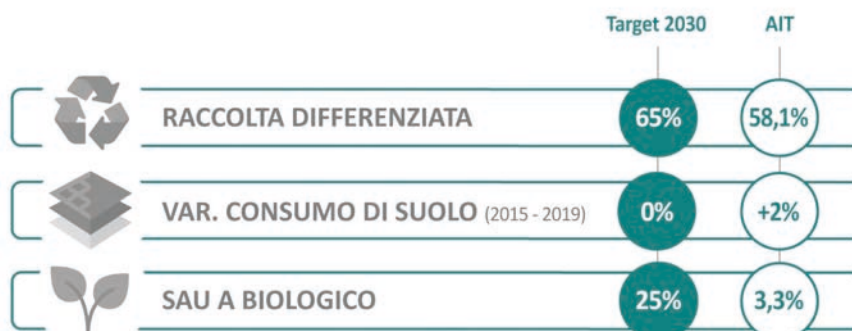 Target 2030 AIT
RACCOLTA DIFFERENZIATA 65% 58,1%
VAR. CONSUMO DI SUOLO (2015 - 2019) 0% +2%
SAU A BIOLOGICO 25% 3,3%